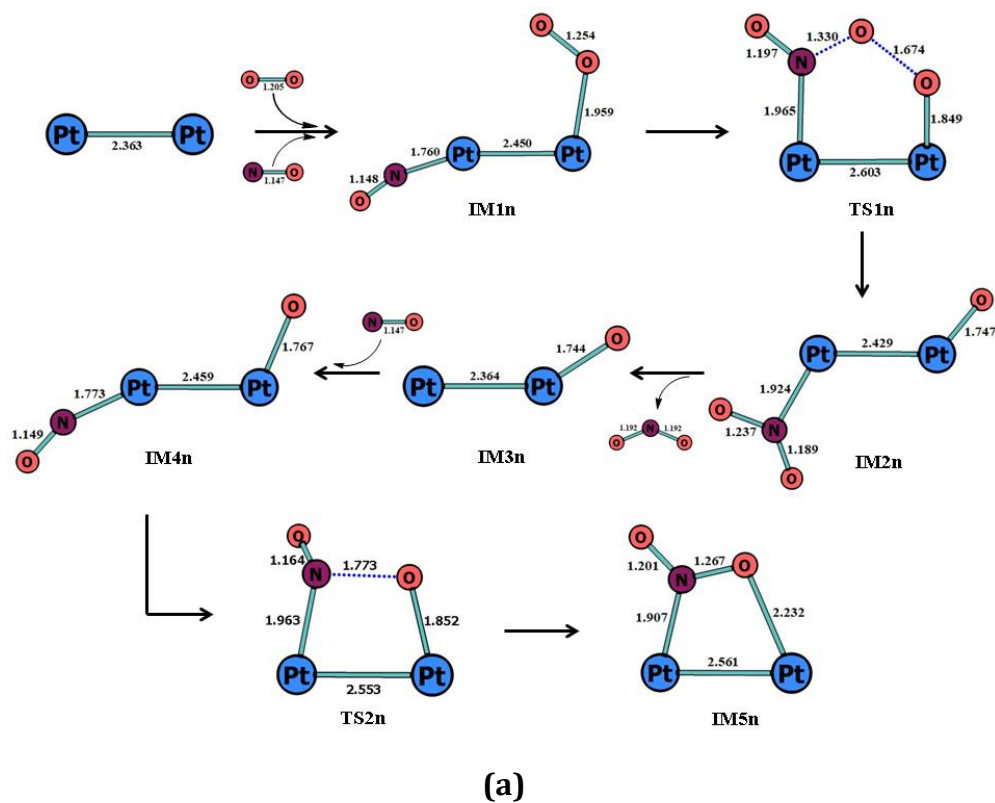 O O 1.254
1.205
O O
1.197 N 1.330 O 1.674 O
Pt 2.363 Pt
N 1.147 O
1.959
1.965 1.849
1.148 O N 1.760 Pt 2.450 Pt
Pt 2.603 Pt
IM1n
TS1n
O
N 1.147 O
O
O
1.767
1.744
1.747
1.773 Pt 2.459 Pt
Pt 2.364 Pt
Pt 2.429 Pt
1.149 O N
1.192 N 1.192
O O
1.924
O 1.237 N 1.189 O
IM4n
IM3n
IM2n
O 1.164 N 1.773 O
O 1.201 N 1.267 O
1.963 1.852
1.907 2.232
Pt 2.553 Pt
Pt 2.561 Pt
TS2n
IM5n
(a)